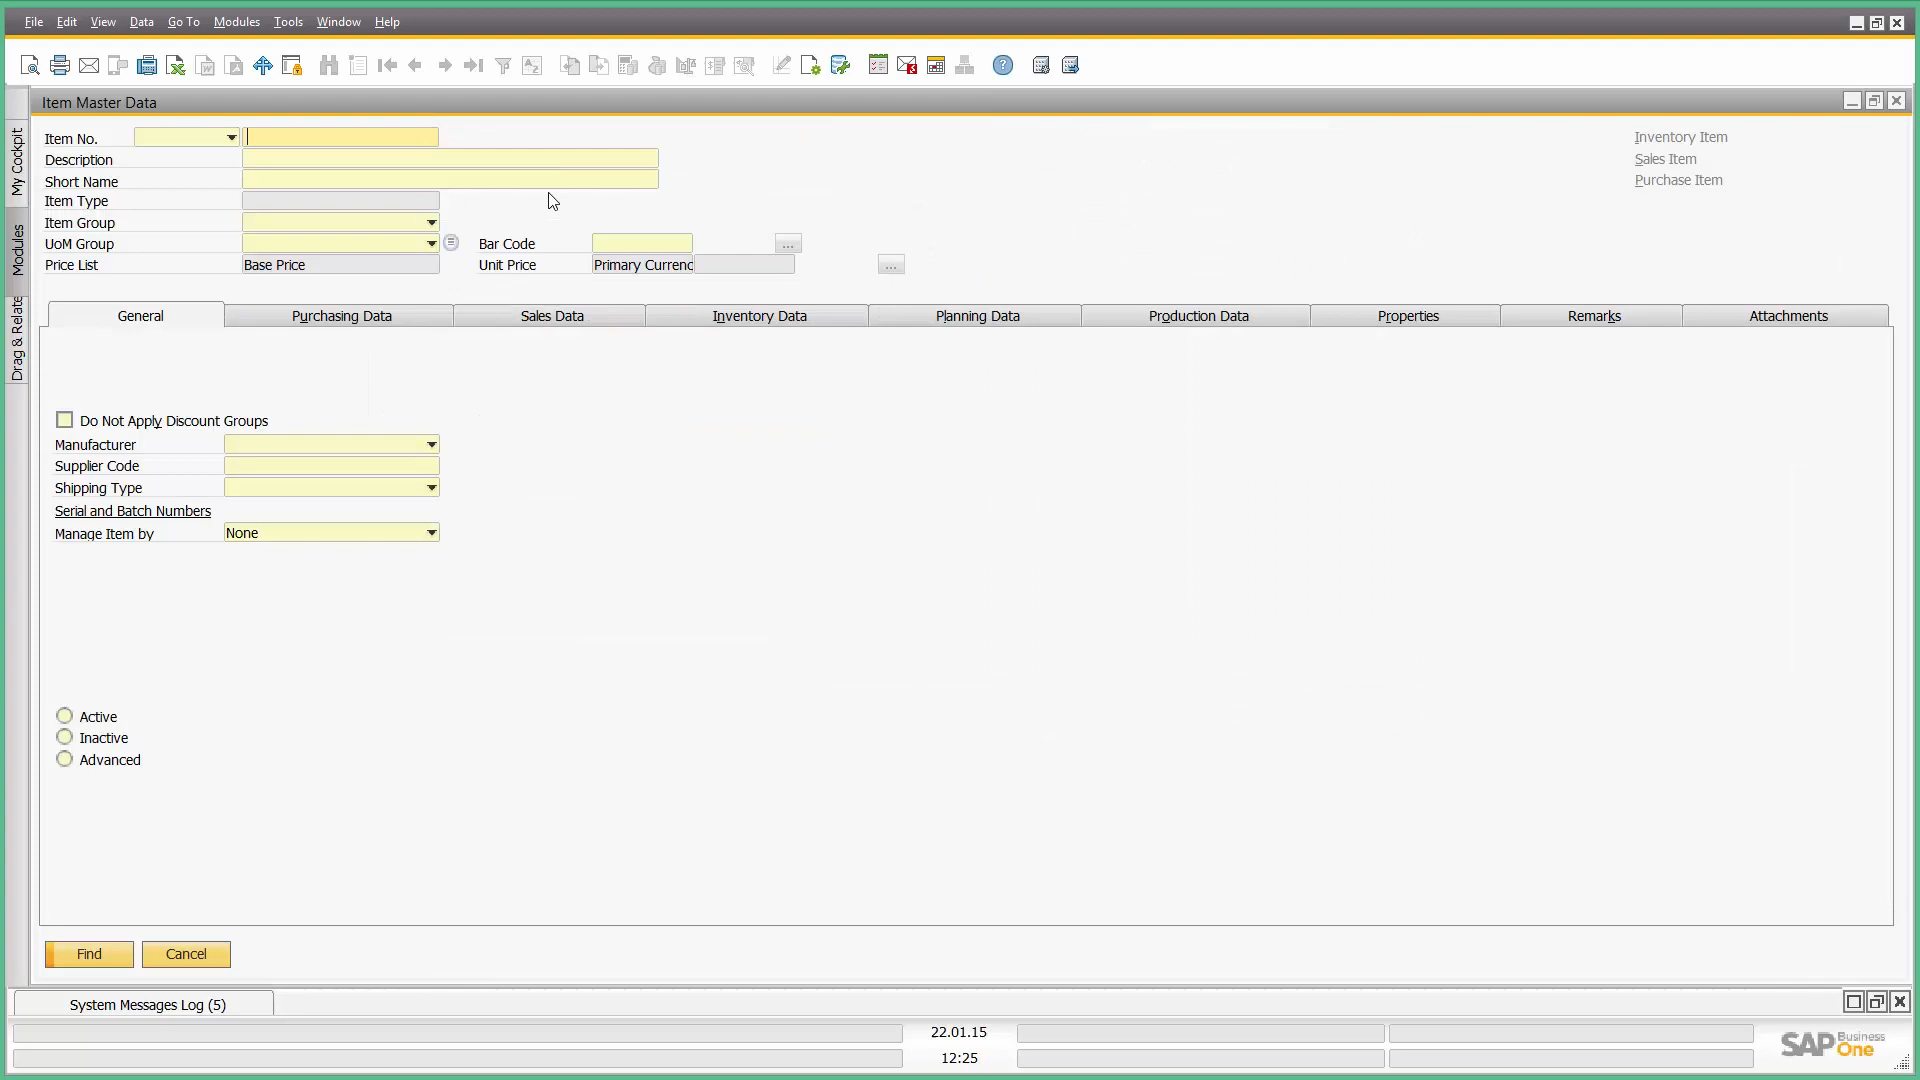 File Edit View Data Go To Modules Tools Window Help
Item Master Data
My Cockpit
Modules
Drag & Relate
Item No.
Inventory Item
Description
Sales Item
Short Name
Purchase Item
Item Type
Item Group
UoM Group
Bar Code
...
Price List Base Price Unit Price Primary Currenc ...
General Purchasing Data Sales Data Inventory Data Planning Data Production Data Properties Remarks Attachments
Do Not Apply Discount Groups
Manufacturer
Supplier Code
Shipping Type
Serial and Batch Numbers
Manage Item by None
Active
Inactive
Advanced
Find Cancel
System Messages Log (5)
22.01.15
12:25
SAP Business One